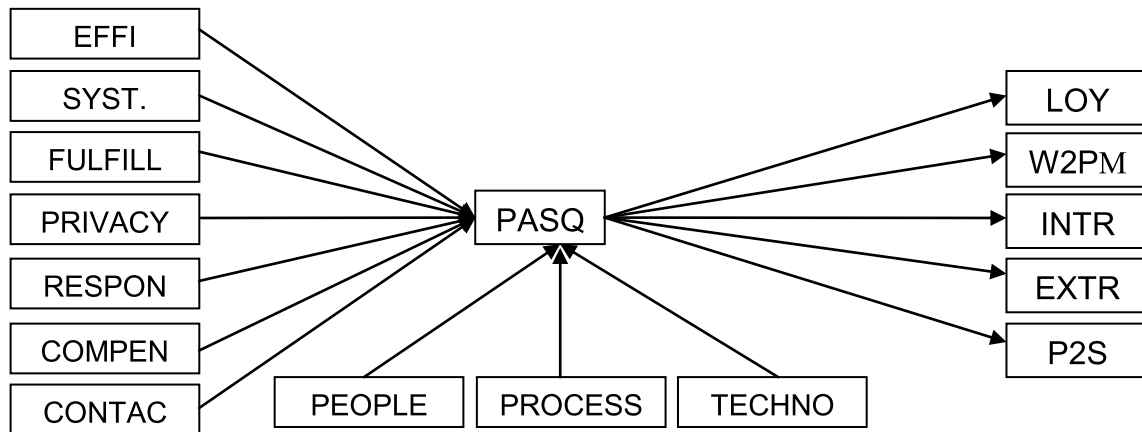 EFFI
SYST.
FULFILL
PRIVACY
RESPON
COMPEN
CONTAC
PASQ
PEOPLE
PROCESS
TECHNO
LOY
W2PM
INTR
EXTR
P2S